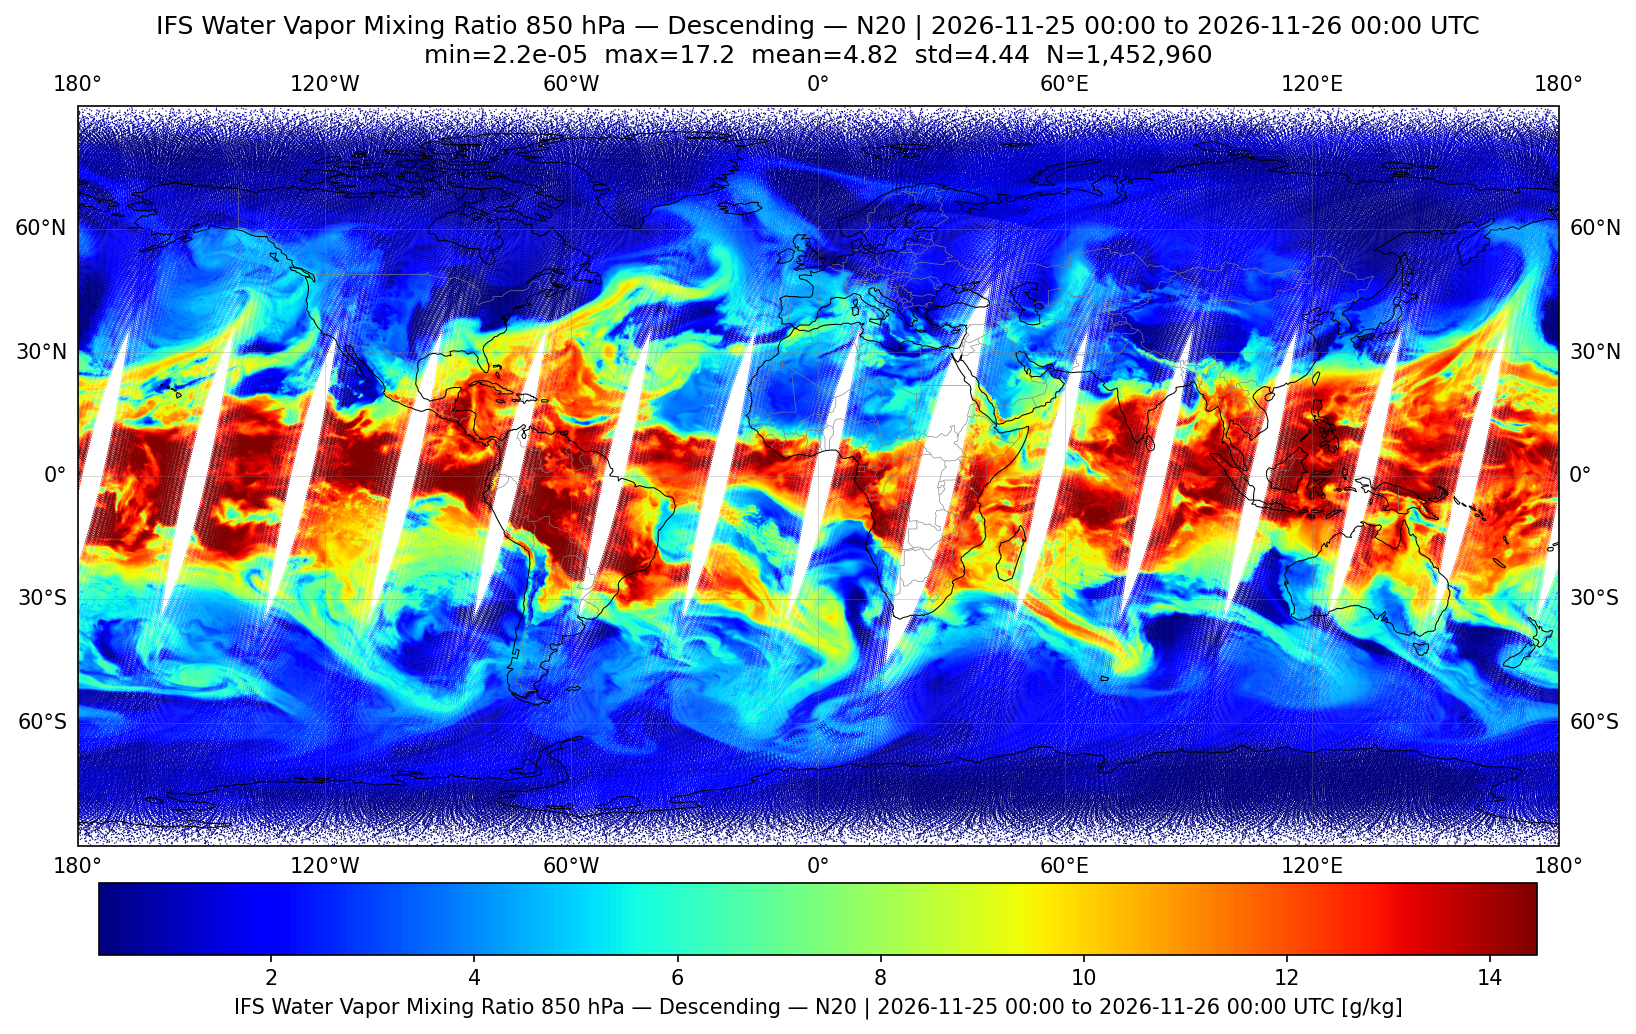 IFS Water Vapor Mixing Ratio 850 hPa — Descending — N20 | 2026-11-25 00:00 to 2026-11-26 00:00 UTC
min=2.2e-05  max=17.2  mean=4.82  std=4.44  N=1,452,960
180° 120°W 60°W 0° 60°E 120°E 180°
60°N 60°N
30°N 30°N
0° 0°
30°S 30°S
60°S 60°S
180° 120°W 60°W 0° 60°E 120°E 180°
2 4 6 8 10 12 14
IFS Water Vapor Mixing Ratio 850 hPa — Descending — N20 | 2026-11-25 00:00 to 2026-11-26 00:00 UTC [g/kg]